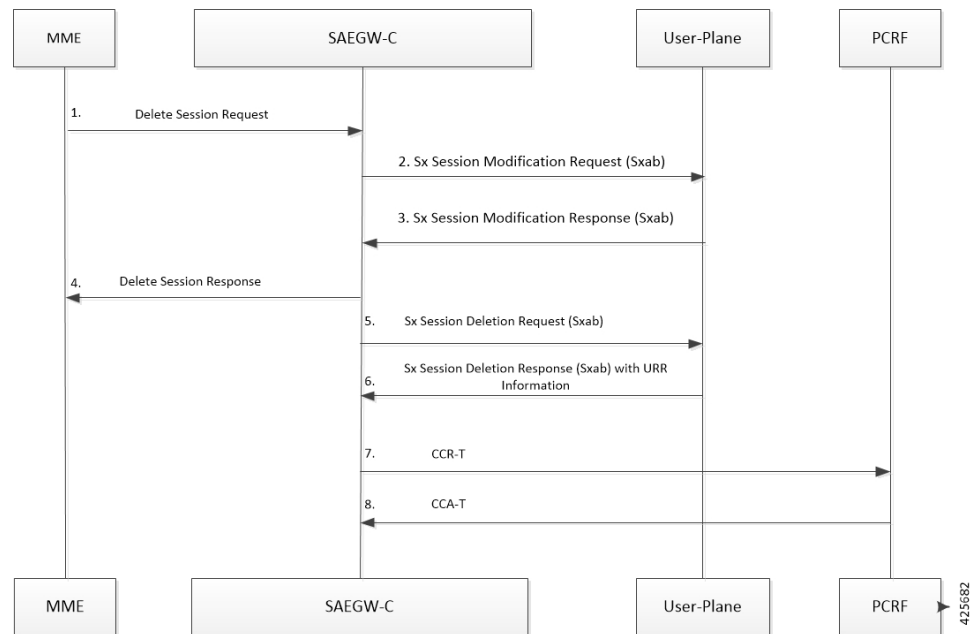 MME
SAEGW-C
User-Plane
PCRF
1. Delete Session Request
2. Sx Session Modification Request (Sxab)
3. Sx Session Modification Response (Sxab)
4. Delete Session Response
5. Sx Session Deletion Request (Sxab)
Sx Session Deletion Response (Sxab) with URR
6. Information
7. CCR-T
8. CCA-T
MME
SAEGW-C
User-Plane
PCRF
425682